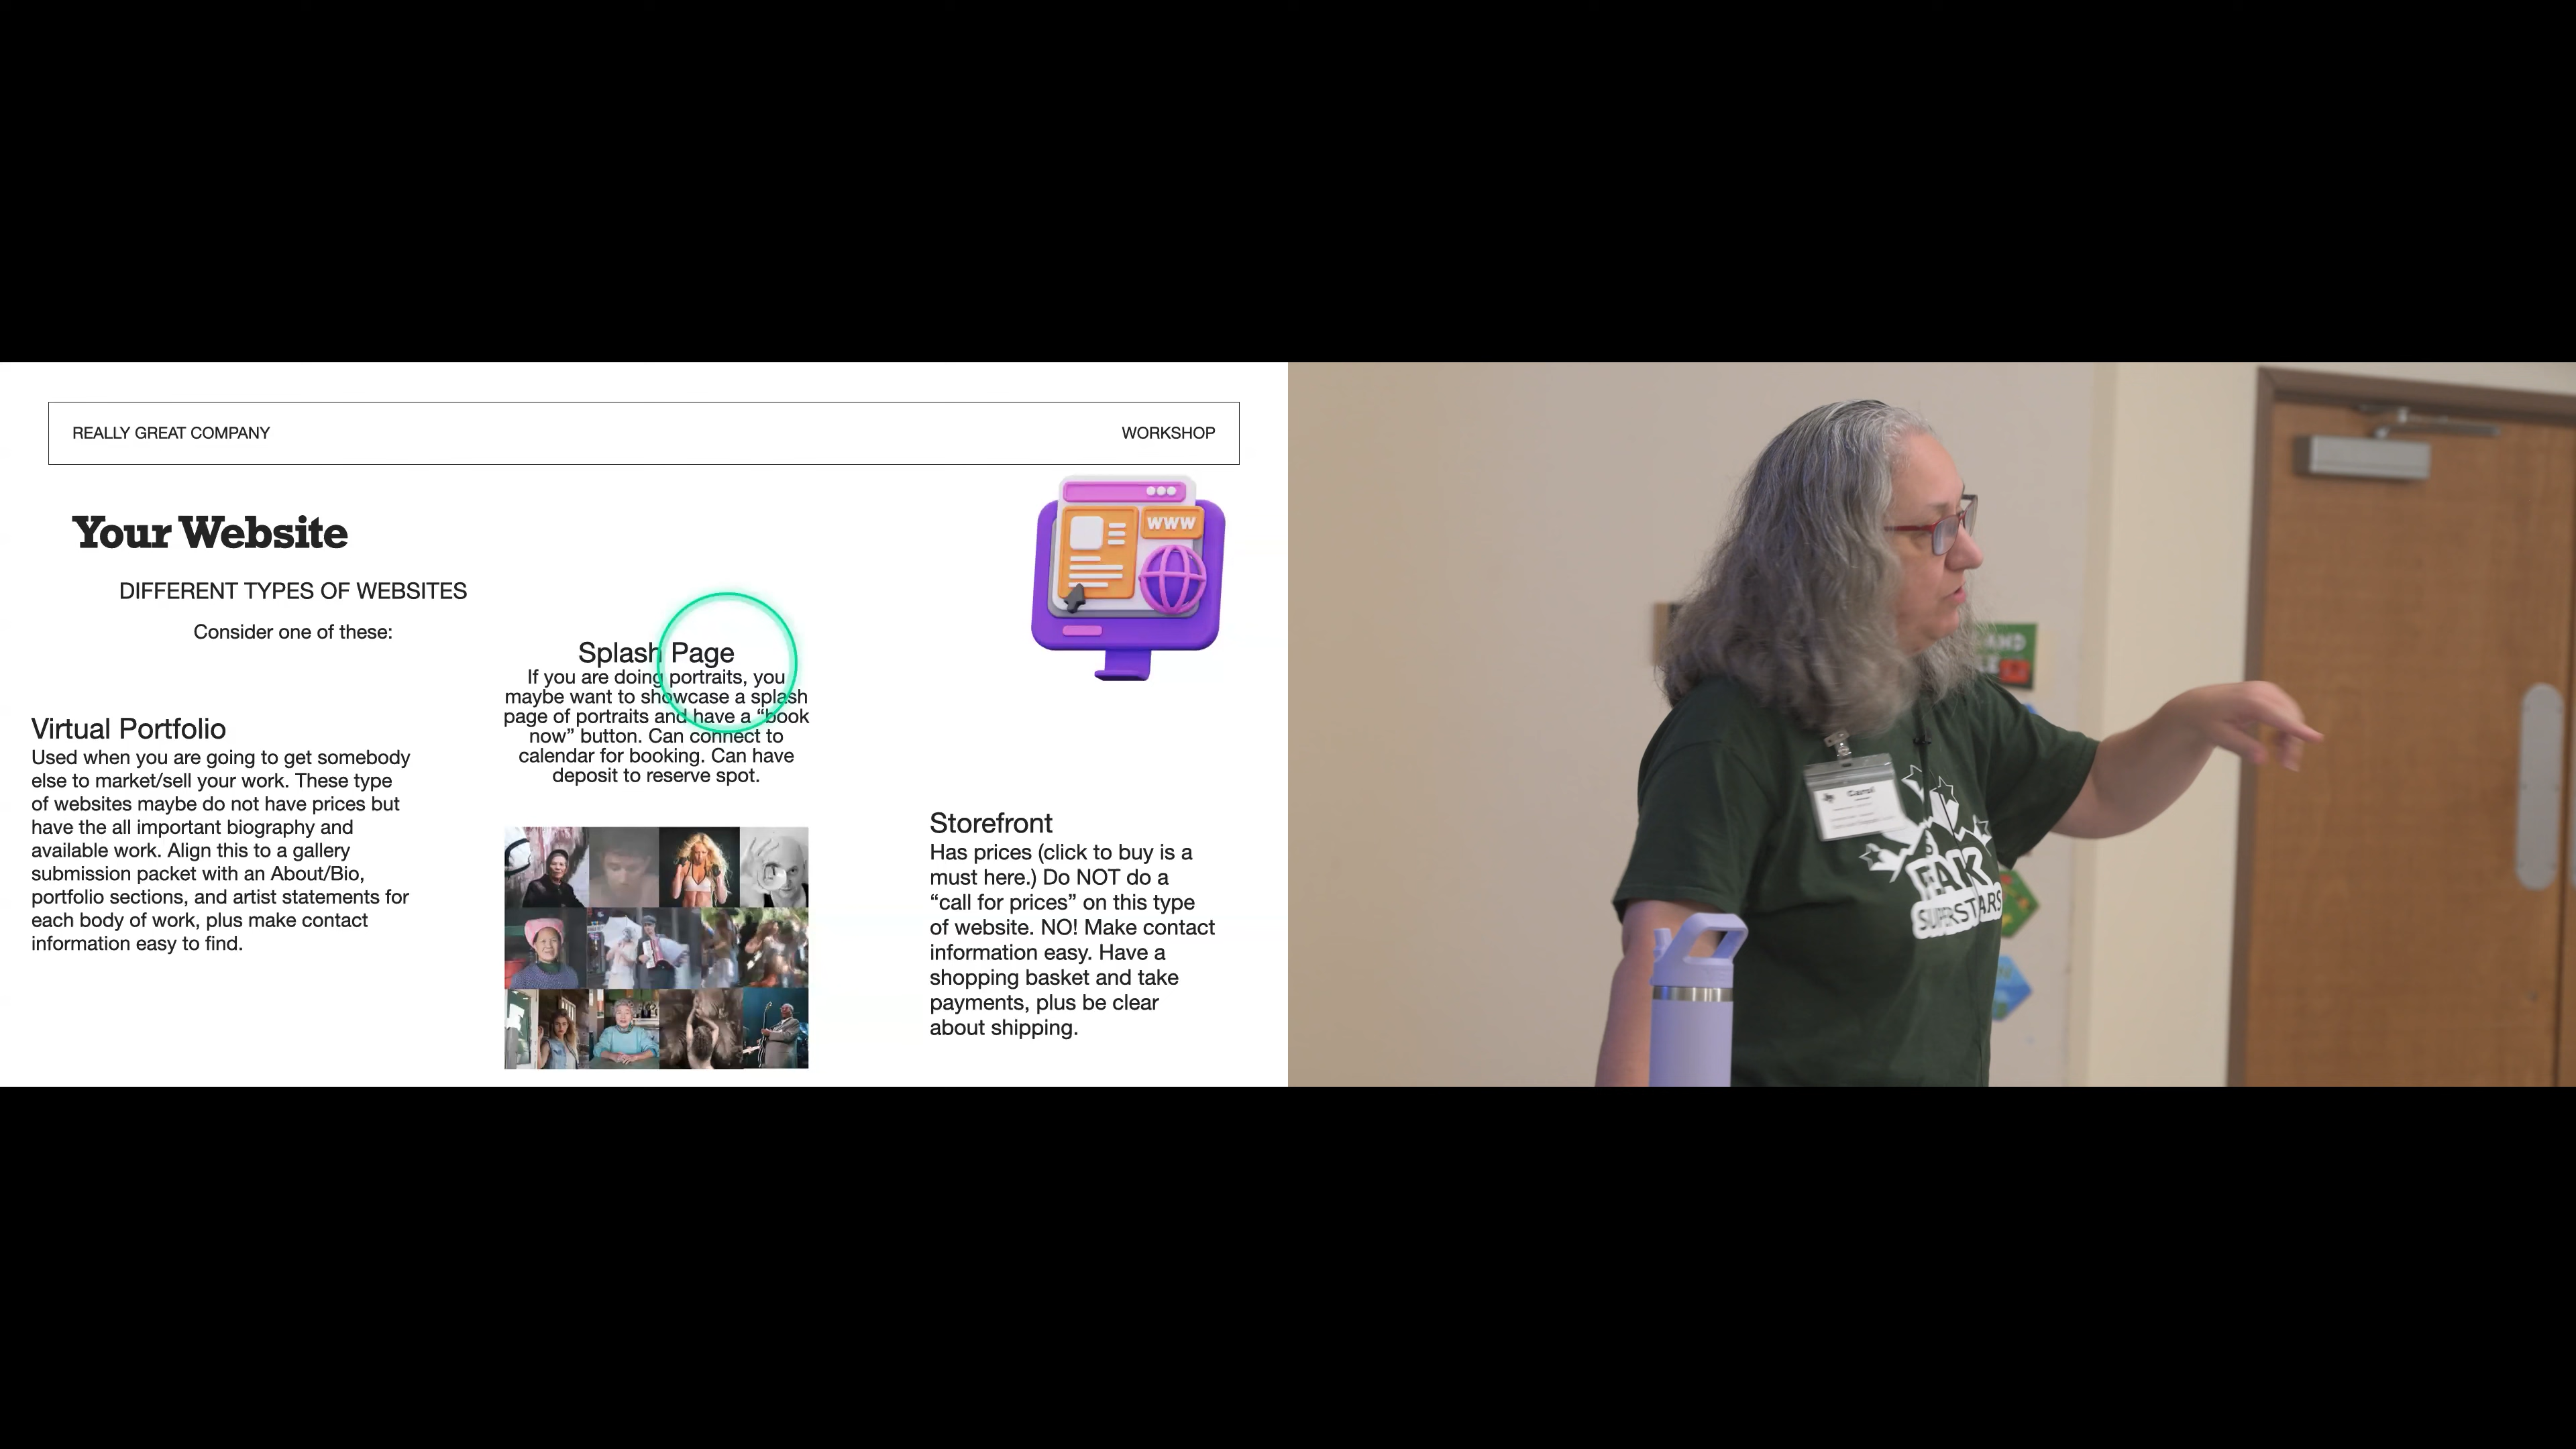 REALLY GREAT COMPANY
WORKSHOP
Your Website
DIFFERENT TYPES OF WEBSITES
Consider one of these:
Virtual Portfolio
Used when you are going to get somebody
else to market/sell your work. These type
of websites maybe do not have prices but
have the all important biography and
available work. Align this to a gallery
submission packet with an About/Bio,
portfolio sections, and artist statements for
each body of work, plus make contact
information easy to find.
Splash Page
If you are doing portraits, you
maybe want to showcase a splash
page of portraits and have a “book
now” button. Can connect to
calendar for booking. Can have
deposit to reserve spot.
WWW
Storefront
Has prices (click to buy is a
must here.) Do NOT do a
“call for prices” on this type
of website. NO! Make contact
information easy. Have a
shopping basket and take
payments, plus be clear
about shipping.
Carol
SUPERSTARS